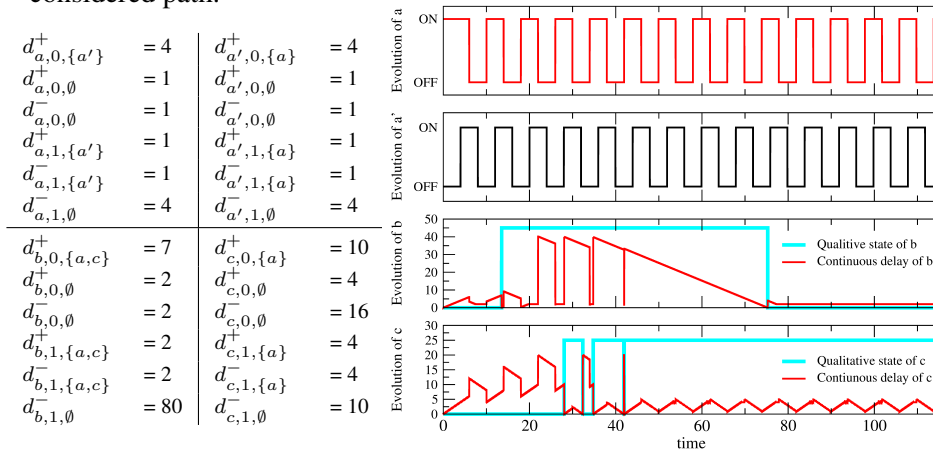 considered path.
d⁺a,0,{a′} = 4 d⁺a′,0,{a} = 4
d⁺a,0,∅ = 1 d⁺a′,0,∅ = 1
d⁻a,0,∅ = 1 d⁻a′,0,∅ = 1
d⁺a,1,{a′} = 1 d⁺a′,1,{a} = 1
d⁻a,1,{a′} = 1 d⁻a′,1,{a} = 1
d⁻a,1,∅ = 4 d⁻a′,1,∅ = 4
d⁺b,0,{a,c} = 7 d⁺c,0,{a} = 10
d⁺b,0,∅ = 2 d⁺c,0,∅ = 4
d⁻b,0,∅ = 2 d⁻c,0,∅ = 16
d⁺b,1,{a,c} = 2 d⁺c,1,{a} = 4
d⁻b,1,{a,c} = 2 d⁻c,1,{a} = 4
d⁻b,1,∅ = 80 d⁻c,1,∅ = 10
Evolution of a
ON
OFF
Evolution of a'
ON
OFF
Evolution of b
50
40
30
20
10
0
Qualitive state of b
Continuous delay of b
Evolution of c
30
25
20
15
10
5
0
Qualitative state of c
Contiunous delay of c
0 20 40 60 80 100
time